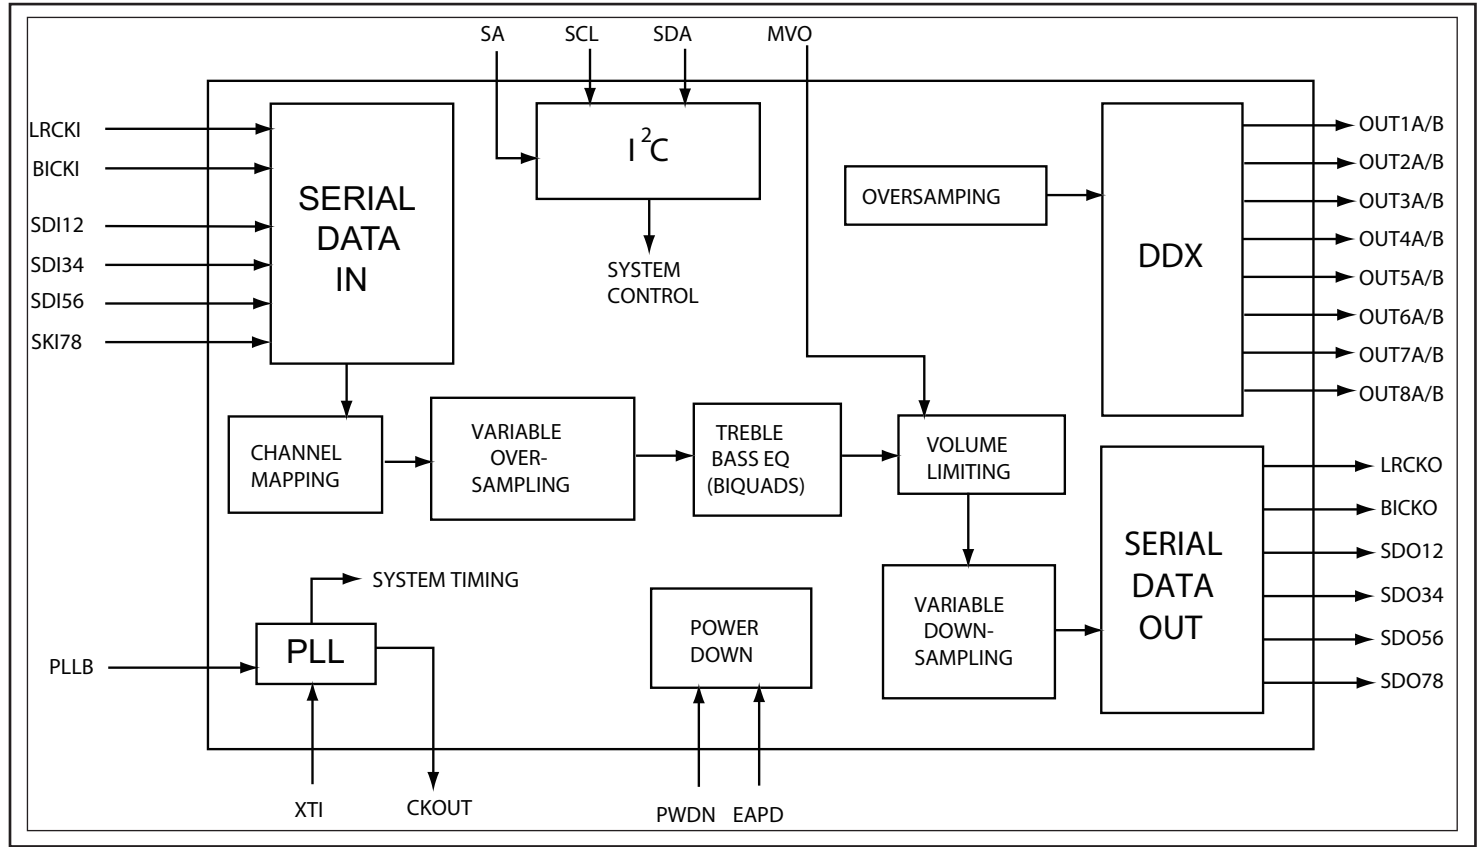 SA
SCL
SDA
MVO
LRCKI
BICKI
SDI12
SDI34
SDI56
SKI78
SERIAL
DATA
IN
I²C
SYSTEM
CONTROL
OVERSAMPING
DDX
OUT1A/B
OUT2A/B
OUT3A/B
OUT4A/B
OUT5A/B
OUT6A/B
OUT7A/B
OUT8A/B
CHANNEL
MAPPING
VARIABLE
OVER-
SAMPLING
TREBLE
BASS EQ
(BIQUADS)
VOLUME
LIMITING
SERIAL
DATA
OUT
LRCKO
BICKO
SDO12
SDO34
SDO56
SDO78
SYSTEM TIMING
PLL
PLLB
XTI
CKOUT
POWER
DOWN
PWDN
EAPD
VARIABLE
DOWN-
SAMPLING